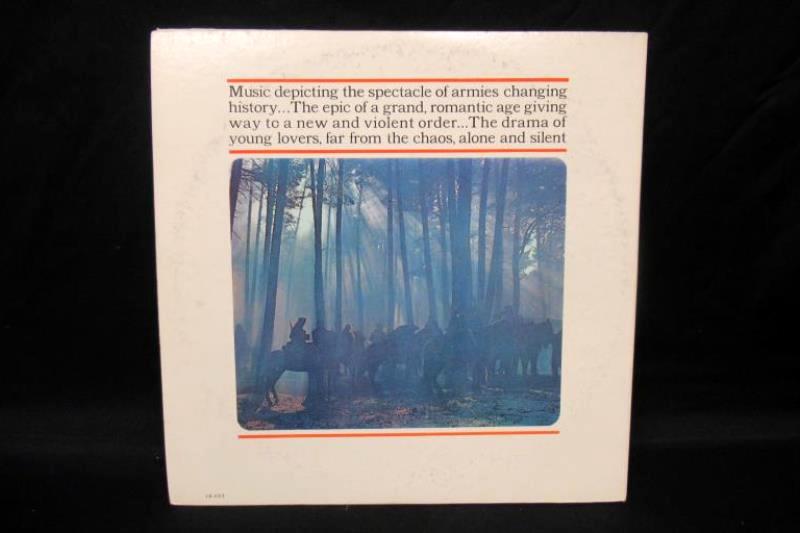 Music depicting the spectacle of armies changing
history...The epic of a grand, romantic age giving
way to a new and violent order...The drama of
young lovers, far from the chaos, alone and silent